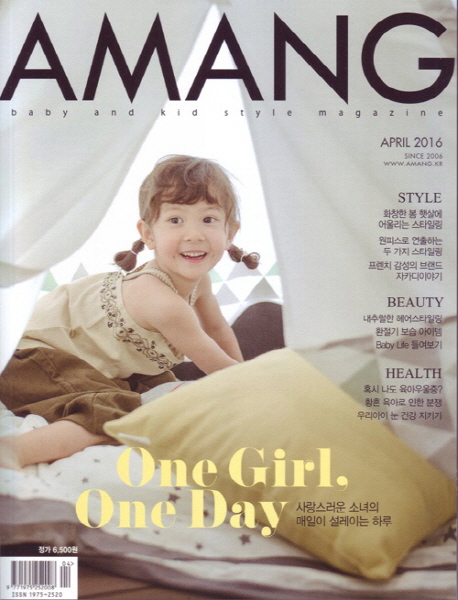 AMANG
baby and kid style magazine
APRIL 2016
SINCE 2006
WWW.AMANG.KR
STYLE
화창한 봄 햇살에
어울리는 스타일링
원피스로 연출하는
두 가지 스타일링
프렌치 감성의 브랜드
자카디이야기
BEAUTY
내추럴한 헤어스타일링
환절기 보습 아이템
Baby Life 들여보기
HEALTH
혹시 나도 육아우울증?
황혼 육아로 인한 분쟁
우리아이 눈 건강 지키기
One Girl,
One Day
사랑스러운 소녀의
매일이 설레이는 하루
정가 6,500원
04>
9 771975 252008
ISSN 1975-2520